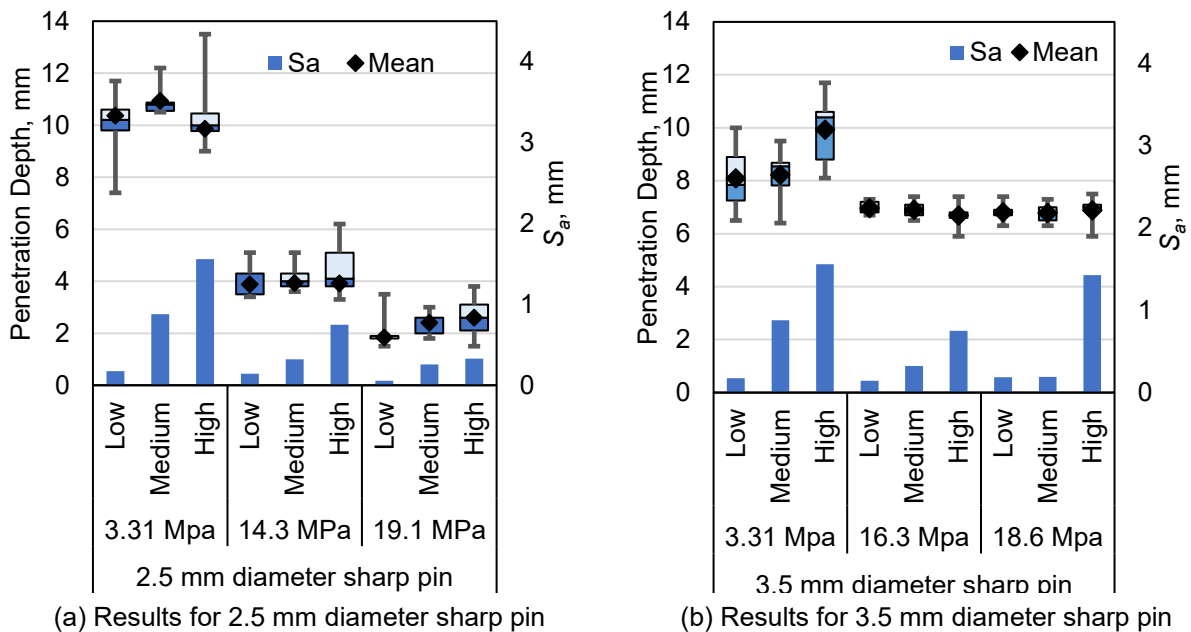 14
12
10
8
6
4
2
0
Penetration Depth, mm
Sa Mean
4
3
2
1
0
Sa, mm
Low Medium High Low Medium High Low Medium High
3.31 Mpa 14.3 MPa 19.1 MPa
2.5 mm diameter sharp pin
(a) Results for 2.5 mm diameter sharp pin
14
12
10
8
6
4
2
0
Penetration Depth, mm
Sa Mean
4
3
2
1
0
Sa, mm
Low Medium High Low Medium High Low Medium High
3.31 Mpa 16.3 Mpa 18.6 Mpa
3.5 mm diameter sharp pin
(b) Results for 3.5 mm diameter sharp pin